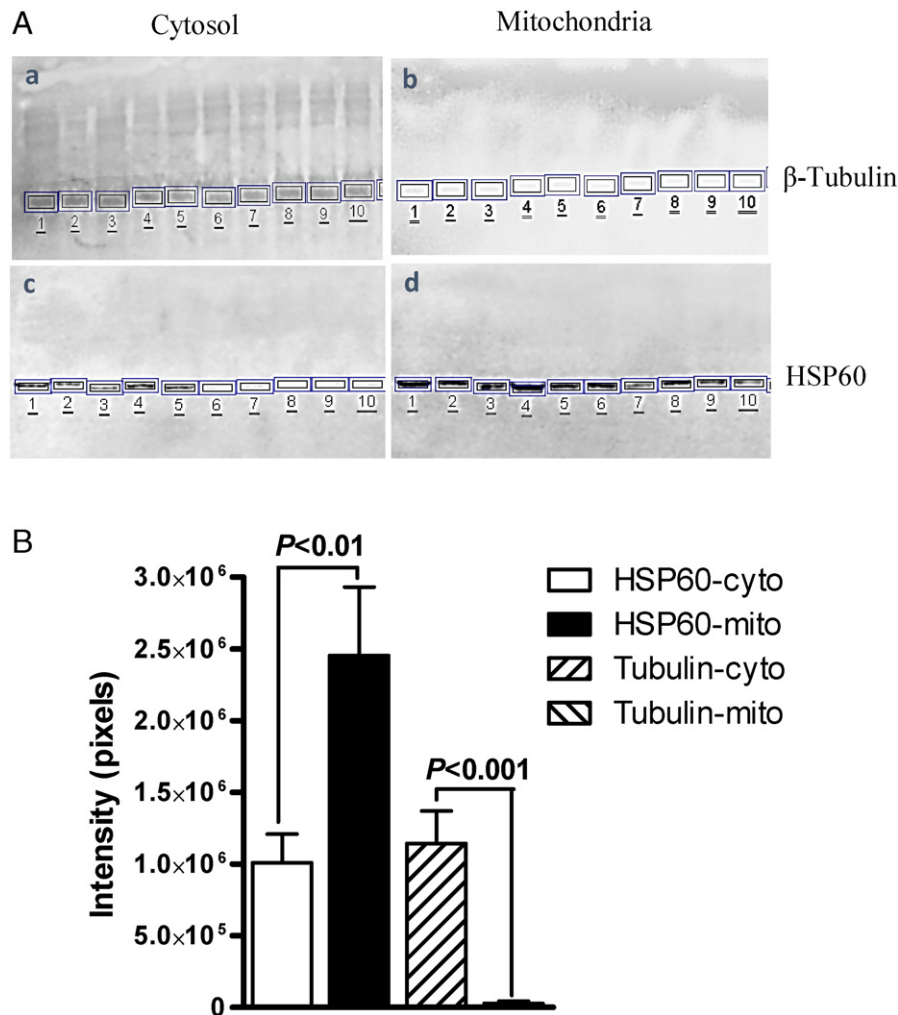 A
Cytosol Mitochondria
a b
1 2 3 4 5 6 7 8 9 10 1 2 3 4 5 6 7 8 9 10
β-Tubulin
c d
1 2 3 4 5 6 7 8 9 10 1 2 3 4 5 6 7 8 9 10
HSP60
B
P<0.01
3.0×10⁶
2.5×10⁶
2.0×10⁶
1.5×10⁶
1.0×10⁶
5.0×10⁵
0
Intensity (pixels)
P<0.001
HSP60-cyto
HSP60-mito
Tubulin-cyto
Tubulin-mito